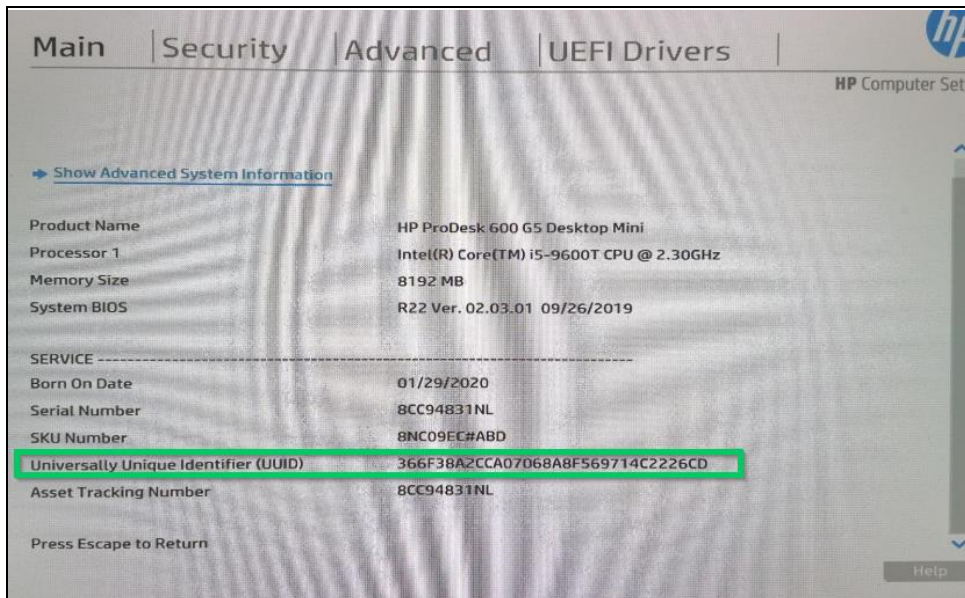 Main Security Advanced UEFI Drivers
HP Computer Set
Show Advanced System Information
Product Name HP ProDesk 600 G5 Desktop Mini
Processor 1 Intel(R) Core(TM) i5-9600T CPU @ 2.30GHz
Memory Size 8192 MB
System BIOS R22 Ver. 02.03.01 09/26/2019
SERVICE ------------------------------------------------------------
Born On Date 01/29/2020
Serial Number 8CC94831NL
SKU Number 8NC09EC#ABD
Universally Unique Identifier (UUID) 366F38A2CCA07068A8F569714C2226CD
Asset Tracking Number 8CC94831NL
Press Escape to Return
Help